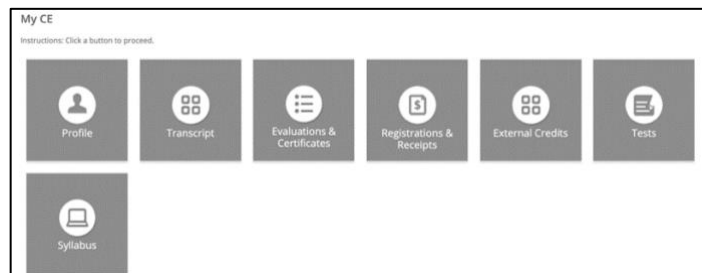 My CE
Instructions: Click a button to proceed.
Profile
Transcript
Evaluations &
Certificates
$
Registrations &
Receipts
External Credits
Tests
Syllabus